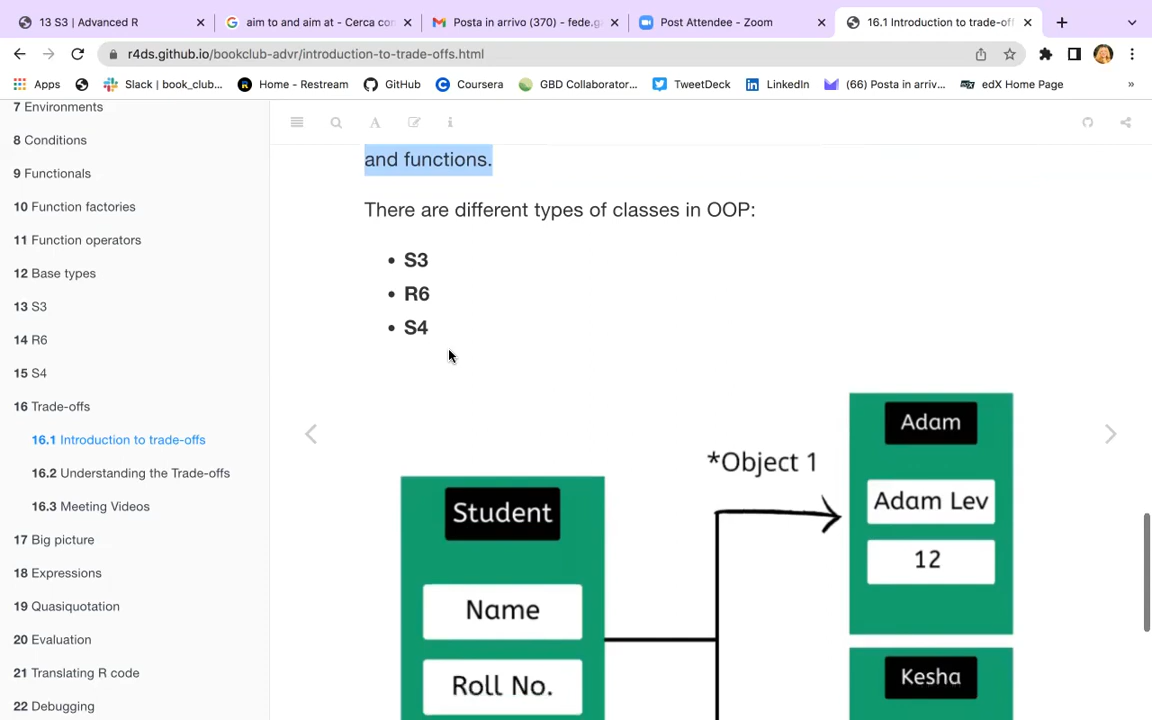 13 S3 | Advanced R
aim to and aim at - Cerca con
Posta in arrivo (370) - fede.g
Post Attendee - Zoom
16.1 Introduction to trade-of
r4ds.github.io/bookclub-advr/introduction-to-trade-offs.html
Apps
Slack | book_club...
Home - Restream
GitHub
Coursera
GBD Collaborator...
TweetDeck
LinkedIn
(66) Posta in arriv...
edX Home Page
»
7 Environments
8 Conditions
9 Functionals
10 Function factories
11 Function operators
12 Base types
13 S3
14 R6
15 S4
16 Trade-offs
16.1 Introduction to trade-offs
16.2 Understanding the Trade-offs
16.3 Meeting Videos
17 Big picture
18 Expressions
19 Quasiquotation
20 Evaluation
21 Translating R code
22 Debugging
and functions.
There are different types of classes in OOP:
• S3
• R6
• S4
Student
Name
Roll No.
*Object 1
Adam
Adam Lev
12
Kesha